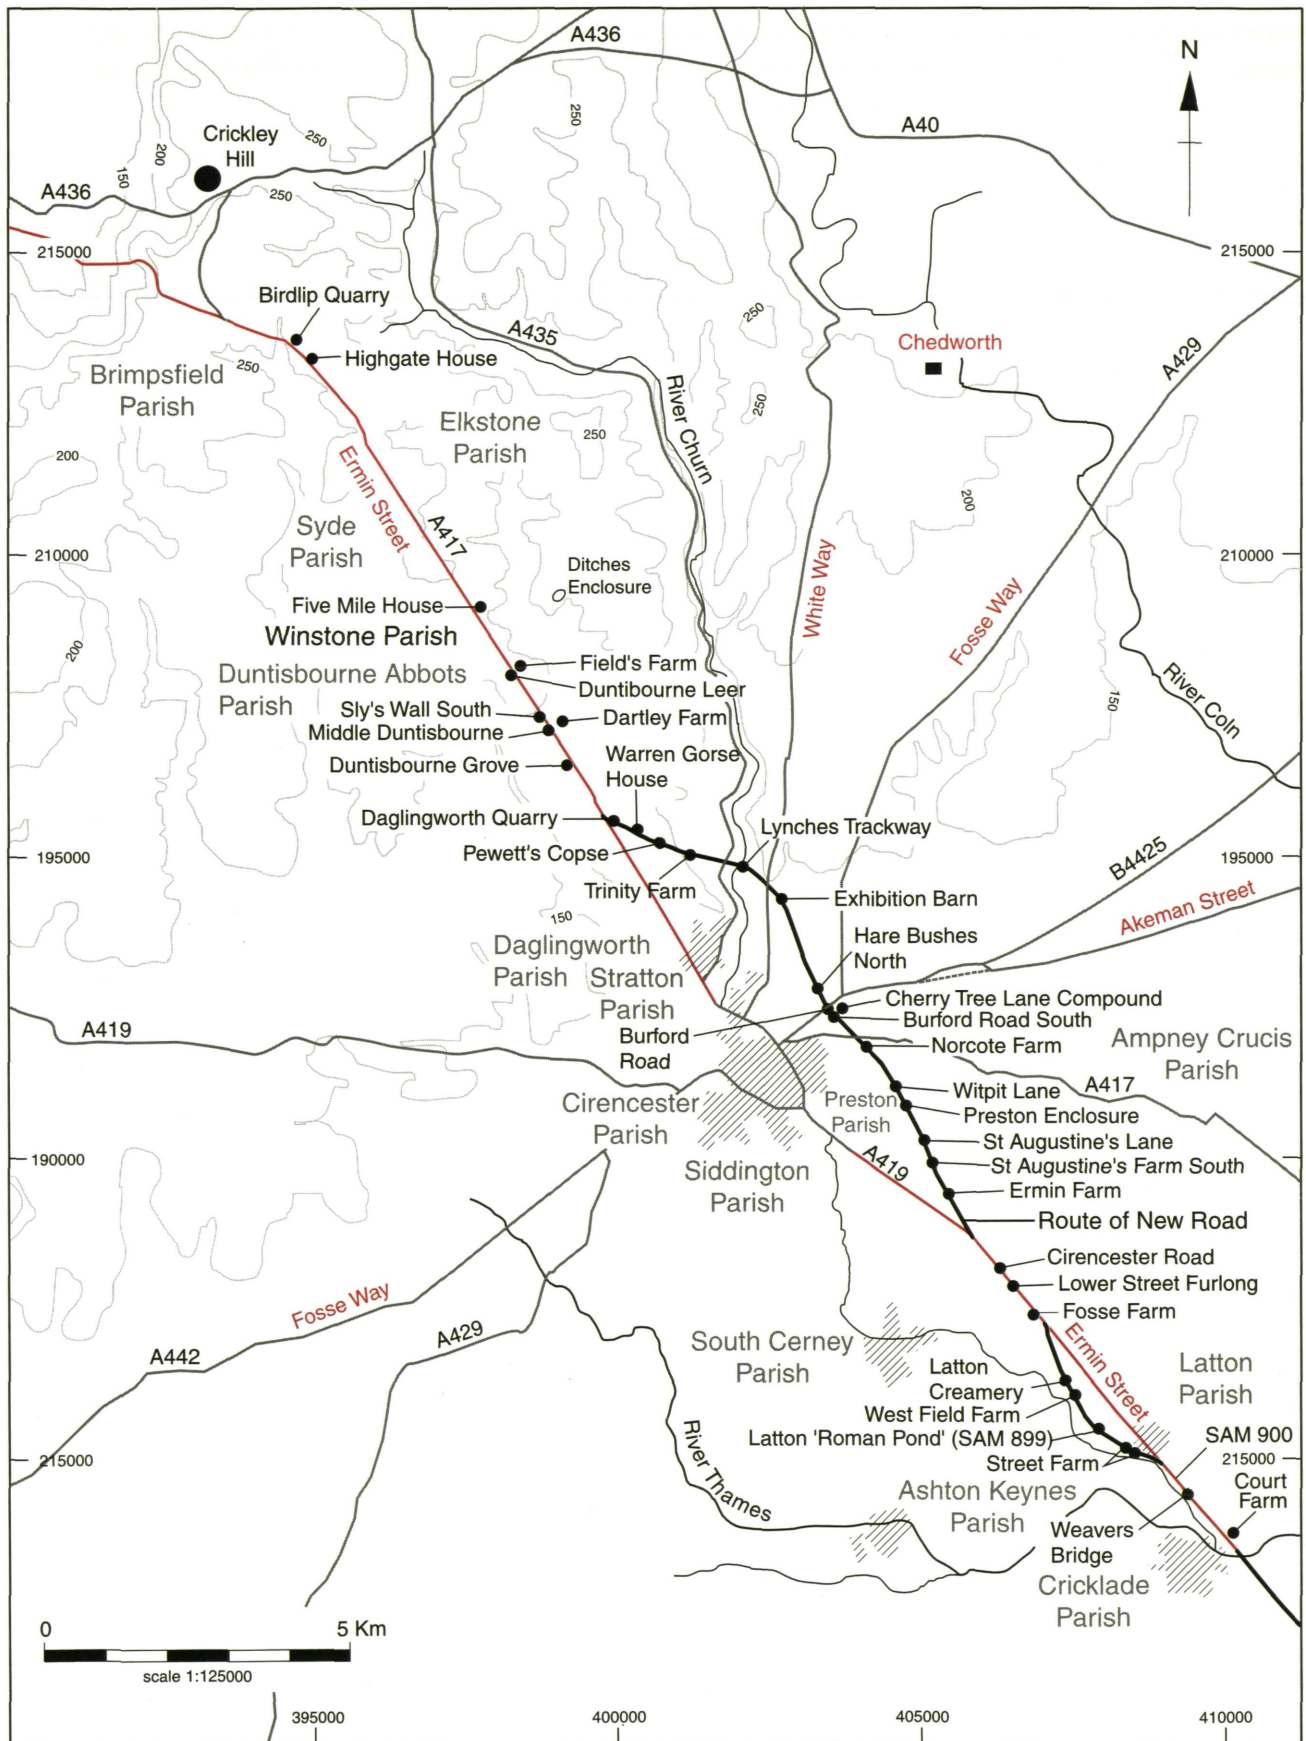 A436
N
250
A40
Crickley
Hill
250
200
150
A436
250
215000
215000
Birdlip Quarry
A435
250
Chedworth
A429
Highgate House
250
Brimpsfield
Parish
River Churn
250
Elkstone
Parish
250
200
Ermin Street
200
A417
Syde
Parish
210000
210000
Ditches
Enclosure
White Way
Fosse Way
Five Mile House
Winstone Parish
200
Field's Farm
Duntisbourne Abbots
Parish
Duntibourne Leer
150
River Coln
Sly's Wall South
Dartley Farm
Middle Duntisbourne
Warren Gorse
House
Duntisbourne Grove
Daglingworth Quarry
Lynches Trackway
Pewett's Copse
195000
195000
B4425
Trinity Farm
Exhibition Barn
Akeman Street
150
Hare Bushes
North
Daglingworth
Parish
Stratton
Parish
Cherry Tree Lane Compound
Burford Road South
A419
Burford
Road
Norcote Farm
Ampney Crucis
Parish
Witpit Lane
A417
Cirencester
Parish
Preston
Parish
Preston Enclosure
St Augustine's Lane
190000
A419
St Augustine's Farm South
Siddington
Parish
Ermin Farm
Route of New Road
Cirencester Road
Lower Street Furlong
Fosse Way
Fosse Farm
A429
A442
South Cerney
Parish
Ermin Street
Latton
Parish
Latton
Creamery
West Field Farm
Latton 'Roman Pond' (SAM 899)
SAM 900
215000
215000
Street Farm
River Thames
Court
Farm
Ashton Keynes
Parish
Weavers
Bridge
Cricklade
Parish
0 5 Km
scale 1:125000
395000 400000 405000 410000